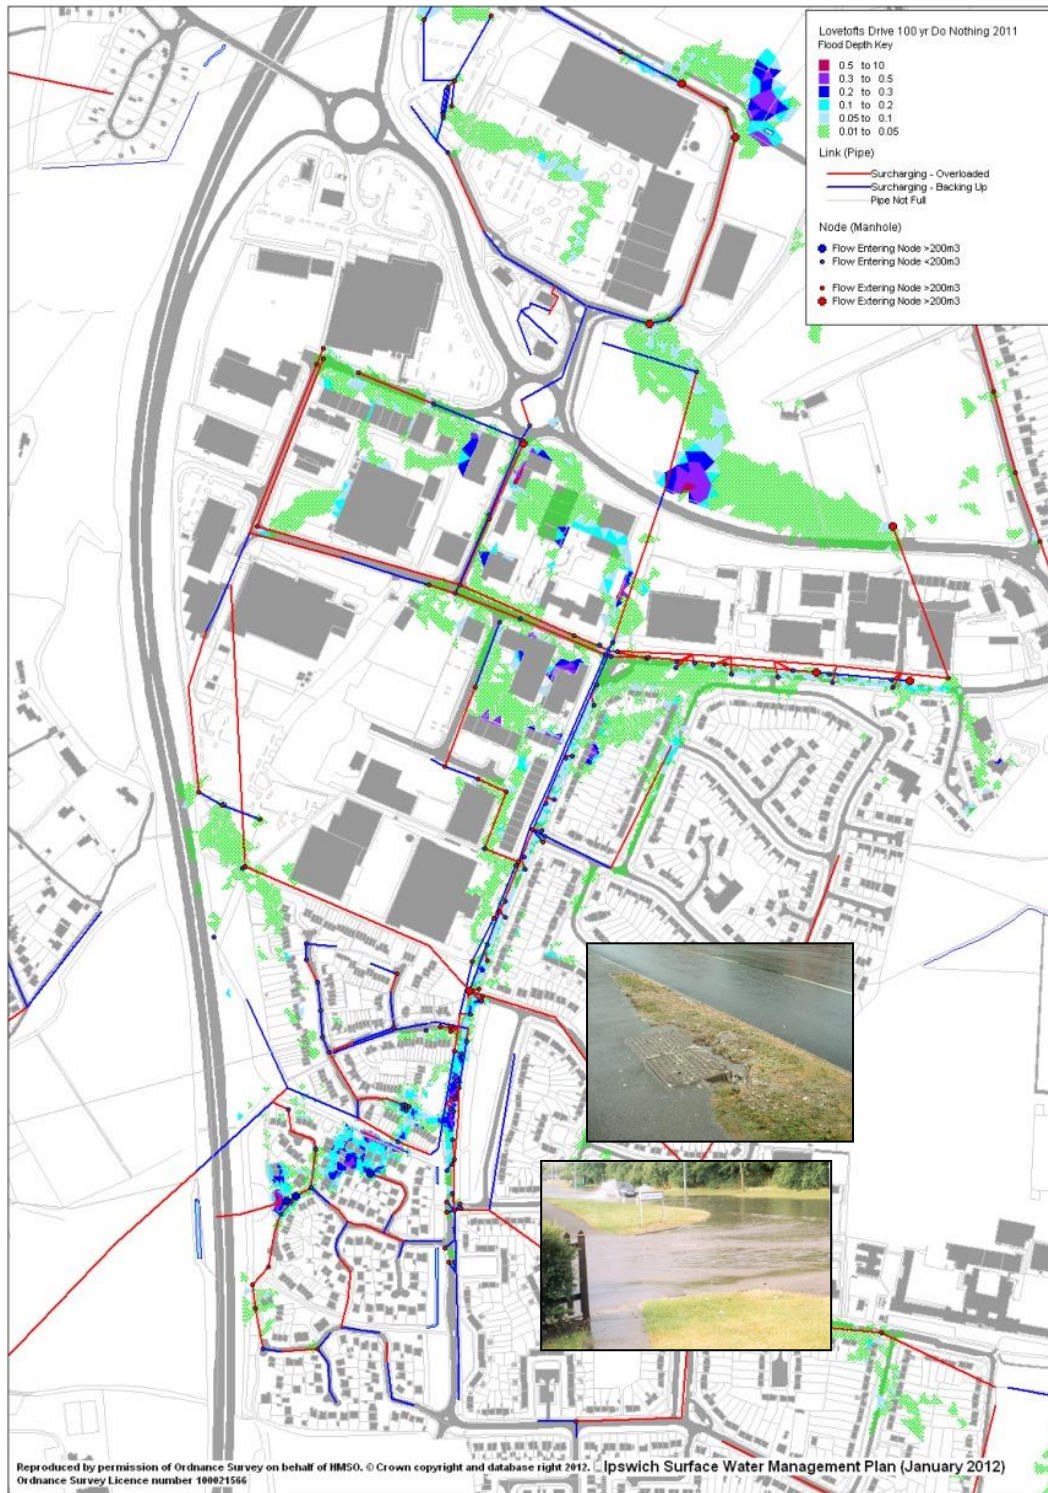 Lovetofts Drive 100 yr Do Nothing 2011
Flood Depth Key
0.5 to 10
0.3 to 0.5
0.2 to 0.3
0.1 to 0.2
0.05 to 0.1
0.01 to 0.05
Link (Pipe)
Surcharging - Overloaded
Surcharging - Backing Up
Pipe Not Full
Node (Manhole)
Flow Entering Node >200m3
Flow Entering Node <200m3
Flow Extering Node >200m3
Flow Extering Node >200m3
Reproduced by permission of Ordnance Survey on behalf of HMSO. © Crown copyright and database right 2012.
Ordnance Survey Licence number 100021566
Ipswich Surface Water Management Plan (January 2012)